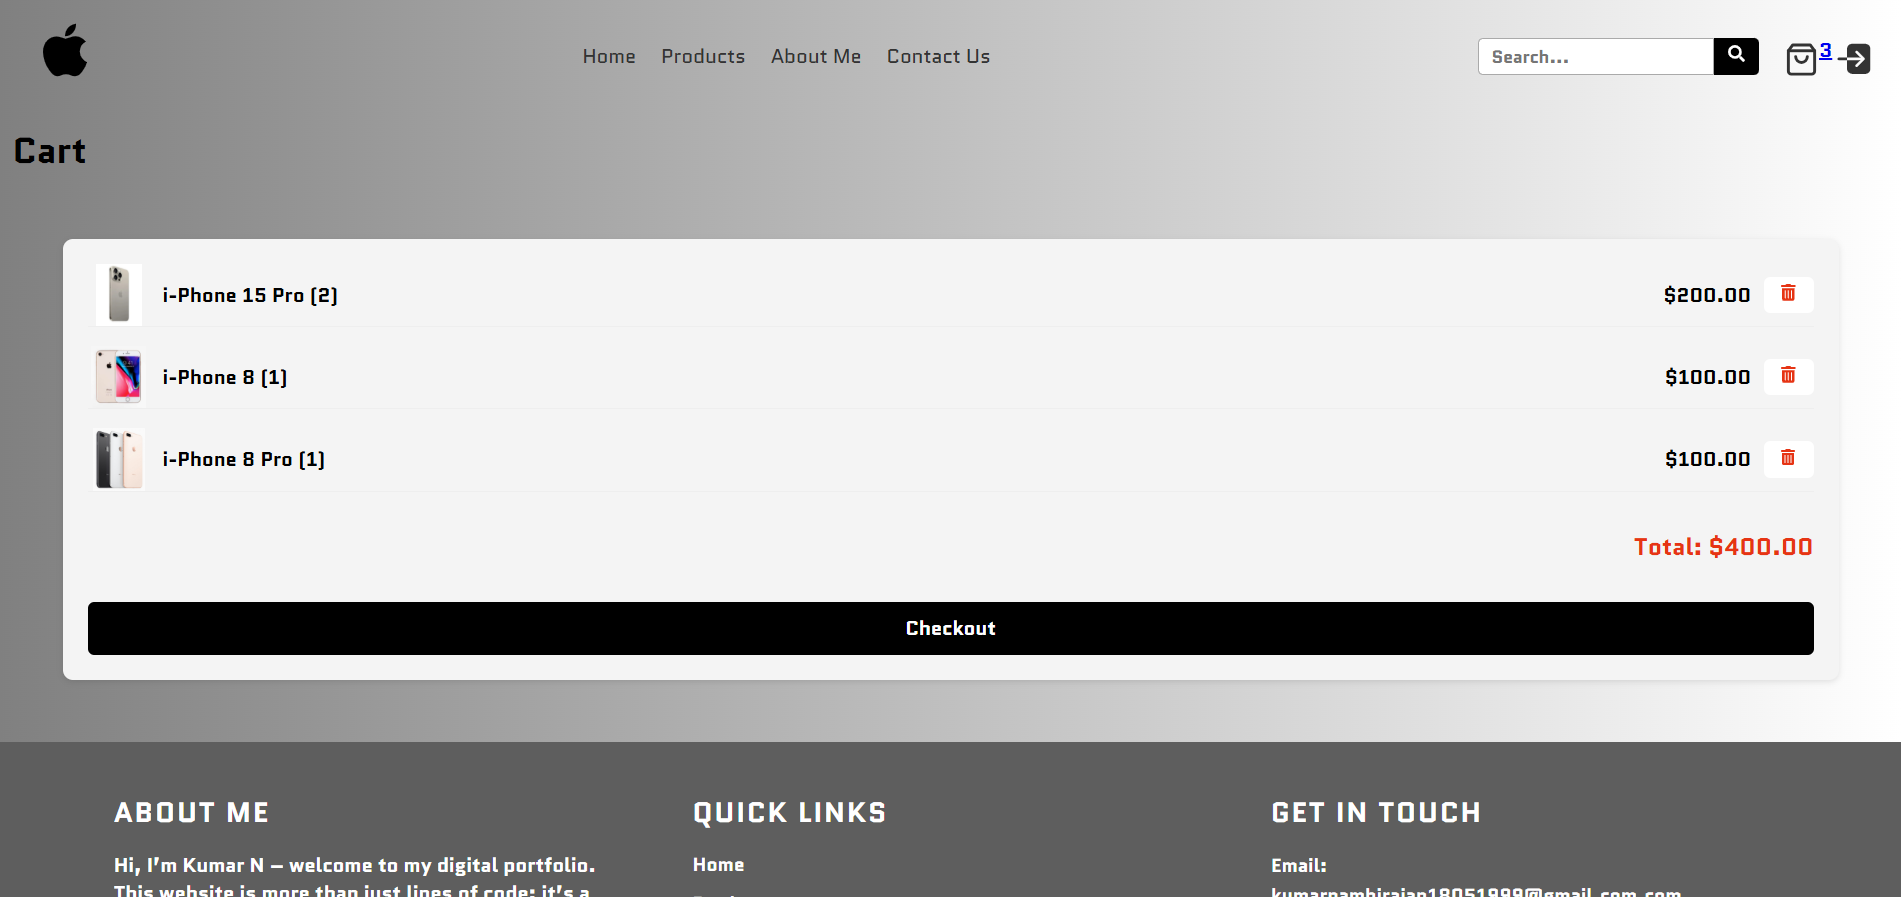 Home Products About Me Contact Us Search... 3
Cart
i-Phone 15 Pro (2) $200.00
i-Phone 8 (1) $100.00
i-Phone 8 Pro (1) $100.00
Total: $400.00
Checkout
ABOUT ME
Hi, I'm Kumar N – welcome to my digital portfolio.
This website is more than just lines of code; it's a
QUICK LINKS
Home
GET IN TOUCH
Email:
kumarnambirajan18051999@gmail.com.com